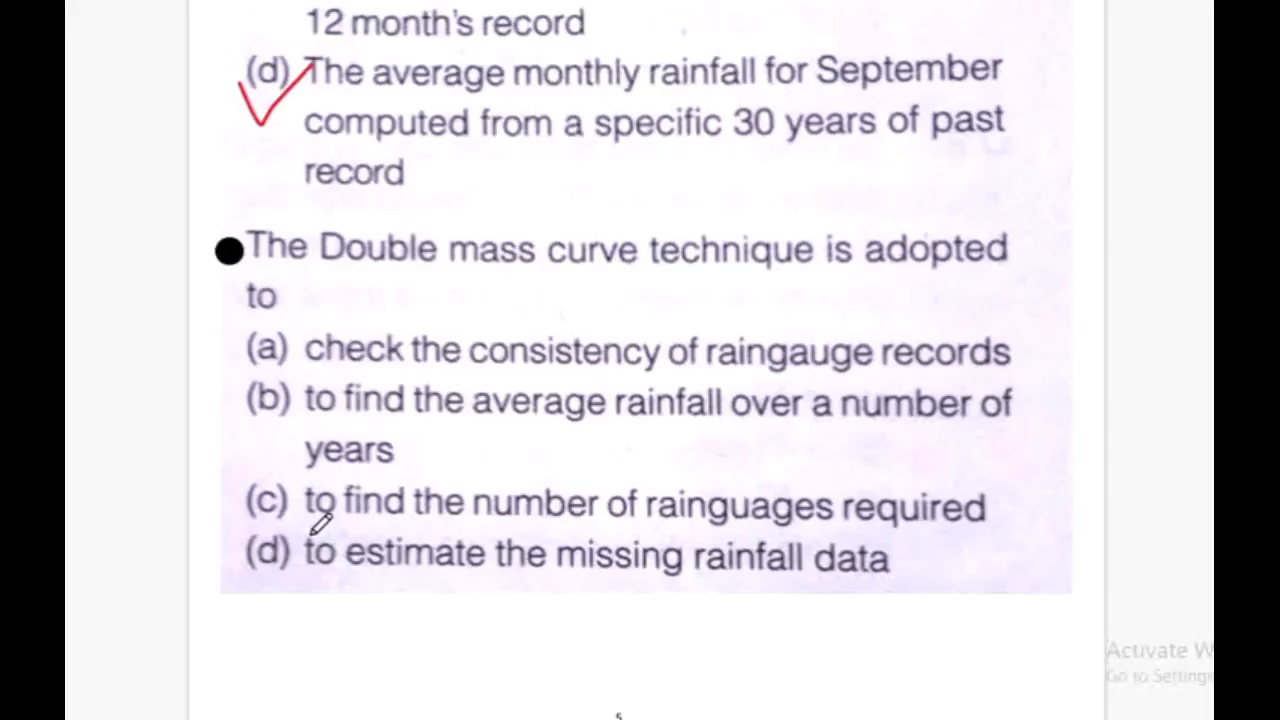 12 month's record
(d) The average monthly rainfall for September
computed from a specific 30 years of past
record
The Double mass curve technique is adopted
to
(a) check the consistency of raingauge records
(b) to find the average rainfall over a number of
years
(c) to find the number of rainguages required
(d) to estimate the missing rainfall data
Activate W
Go to Settings
5